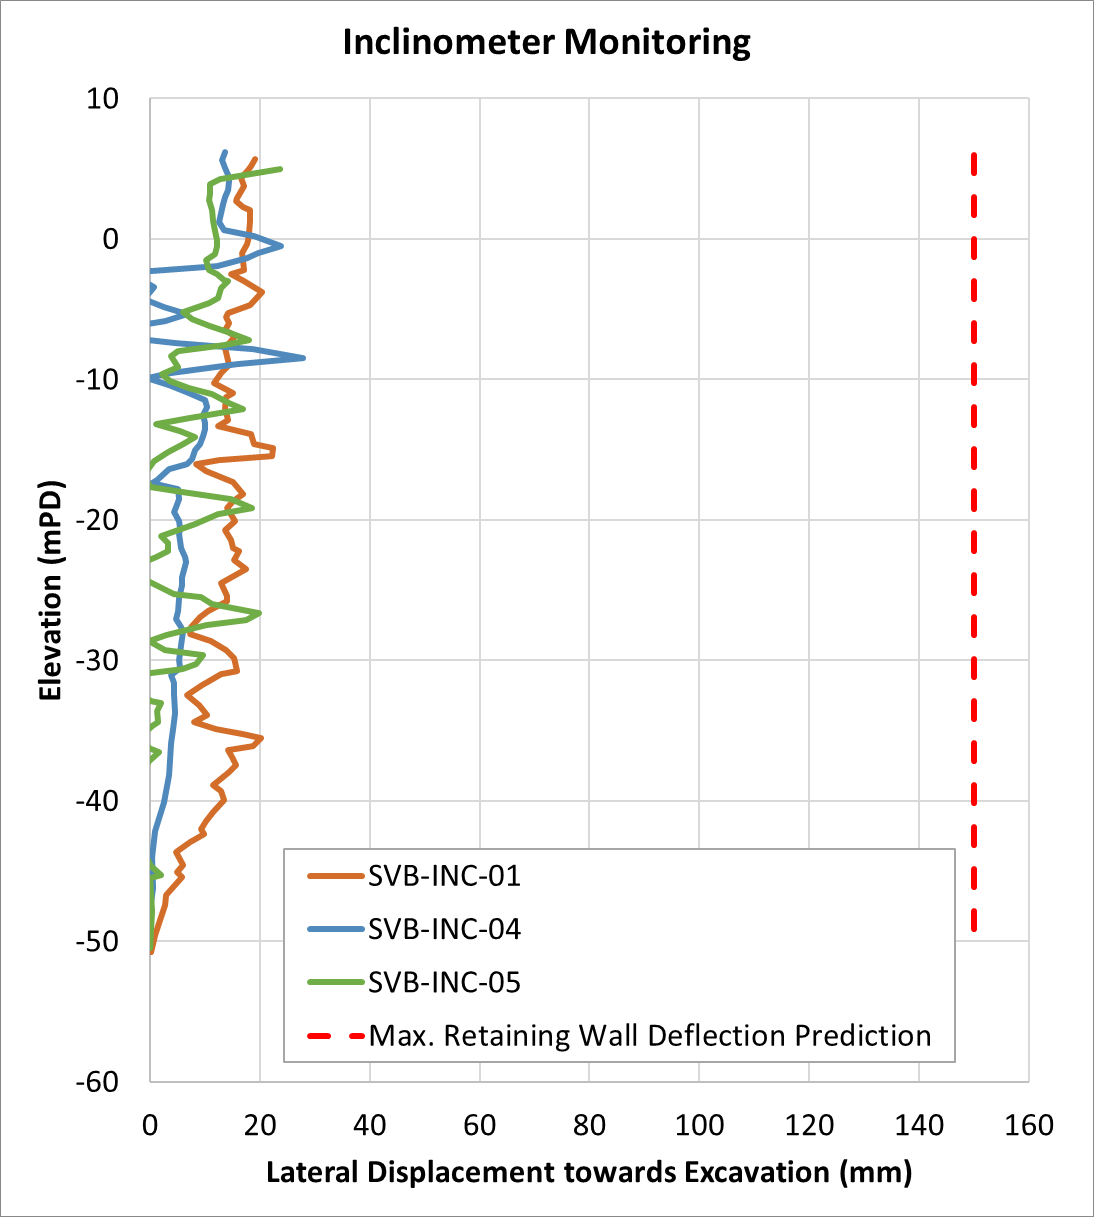 Inclinometer Monitoring
10
0
-10
-20
-30
-40
-50
-60
Elevation (mPD)
SVB-INC-01
SVB-INC-04
SVB-INC-05
Max. Retaining Wall Deflection Prediction
0 20 40 60 80 100 120 140 160
Lateral Displacement towards Excavation (mm)